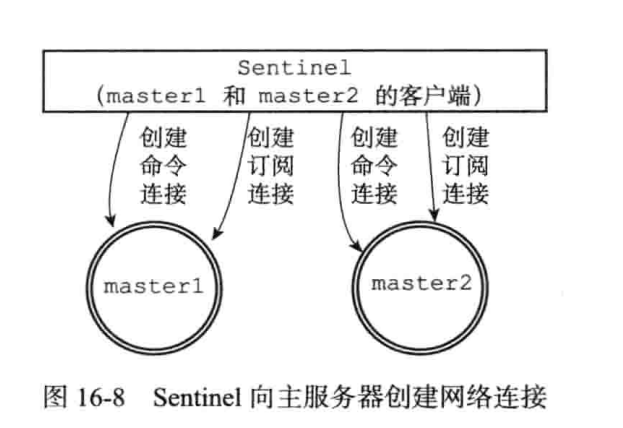 Sentinel
(master1 和 master2 的客户端)
创建 创建 创建 创建
命令 订阅 命令 订阅
连接 连接 连接 连接
master1 master2
图 16-8 Sentinel 向主服务器创建网络连接